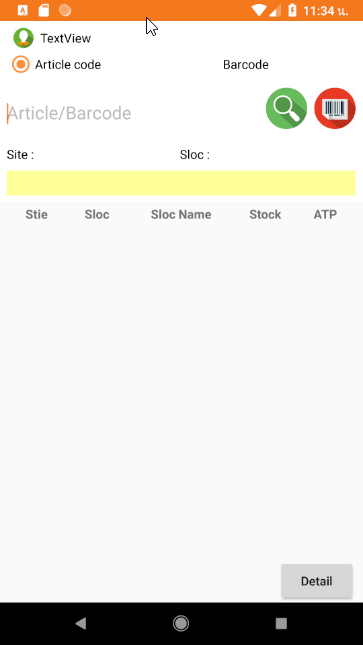 11:34 น.
TextView
Article code Barcode
Article/Barcode
Site : Sloc :
Stie Sloc Sloc Name Stock ATP
Detail